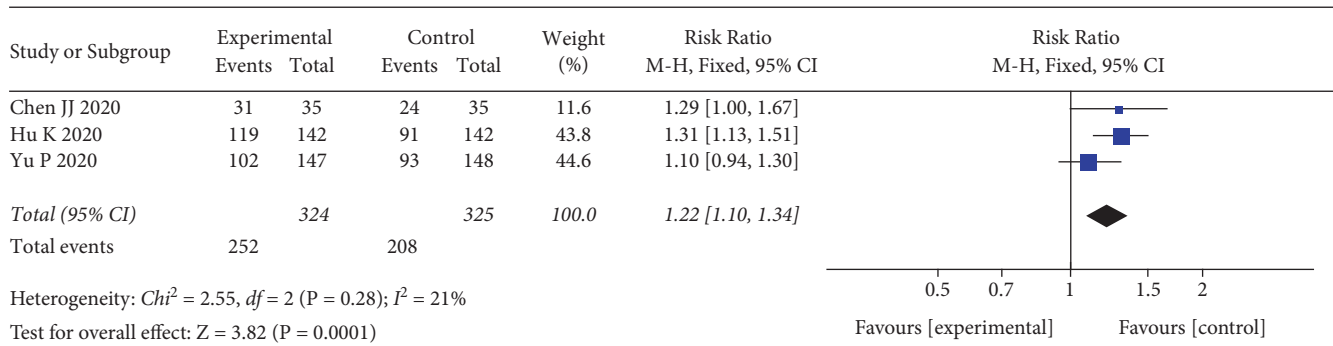 Study or Subgroup Experimental Control Weight Risk Ratio Risk Ratio
Events Total Events Total (%) M-H, Fixed, 95% CI M-H, Fixed, 95% CI
Chen JJ 2020 31 35 24 35 11.6 1.29 [1.00, 1.67]
Hu K 2020 119 142 91 142 43.8 1.31 [1.13, 1.51]
Yu P 2020 102 147 93 148 44.6 1.10 [0.94, 1.30]
Total (95% CI) 324 325 100.0 1.22 [1.10, 1.34]
Total events 252 208
Heterogeneity: Chi² = 2.55, df = 2 (P = 0.28); I² = 21%
Test for overall effect: Z = 3.82 (P = 0.0001)
0.5 0.7 1 1.5 2
Favours [experimental] Favours [control]